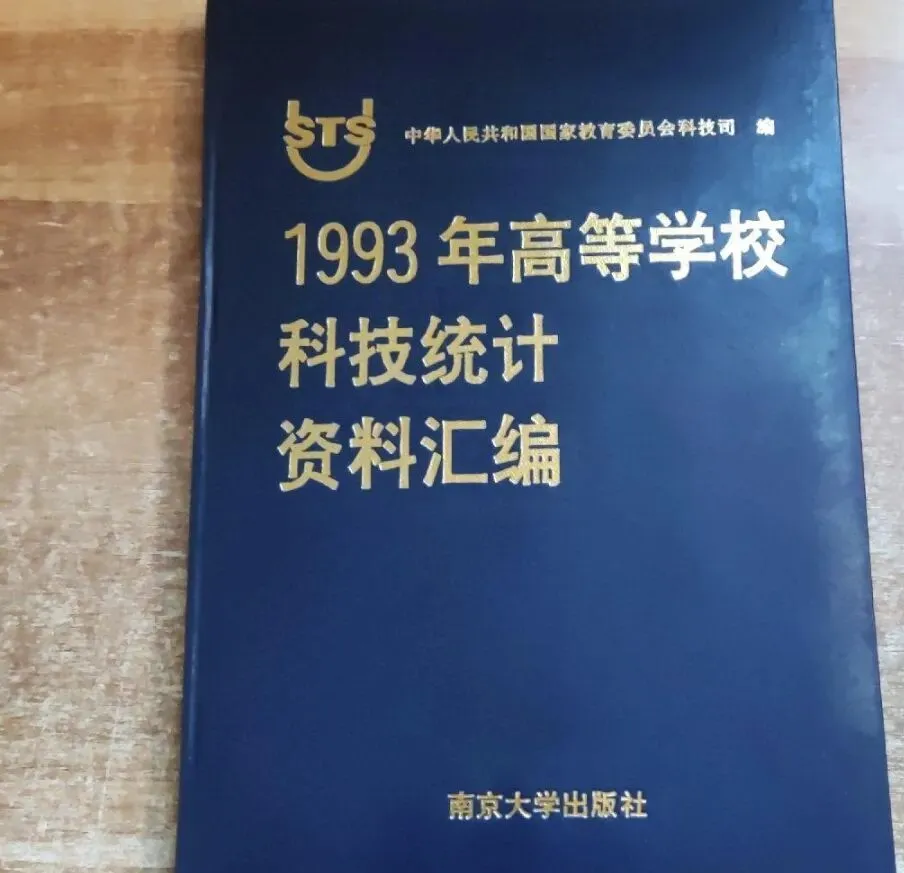 STS
中华人民共和国国家教育委员会科技司 编
1993年高等学校
科技统计
资料汇编
南京大学出版社